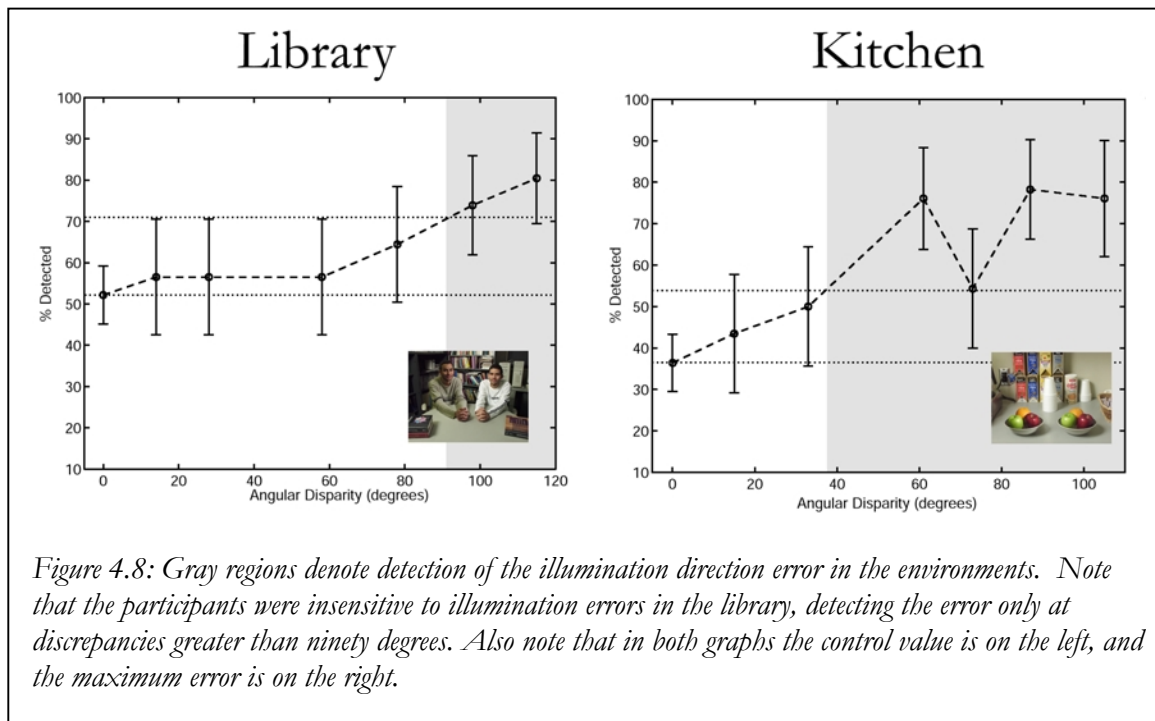 Library
Kitchen
100
90
80
70
60
50
40
30
20
10
% Detected
0 20 40 60 80 100 120
Angular Disparity (degrees)
100
90
80
70
60
50
40
30
20
10
% Detected
0 20 40 60 80 100
Angular Disparity (degrees)
Figure 4.8: Gray regions denote detection of the illumination direction error in the environments. Note
that the participants were insensitive to illumination errors in the library, detecting the error only at
discrepancies greater than ninety degrees. Also note that in both graphs the control value is on the left, and
the maximum error is on the right.